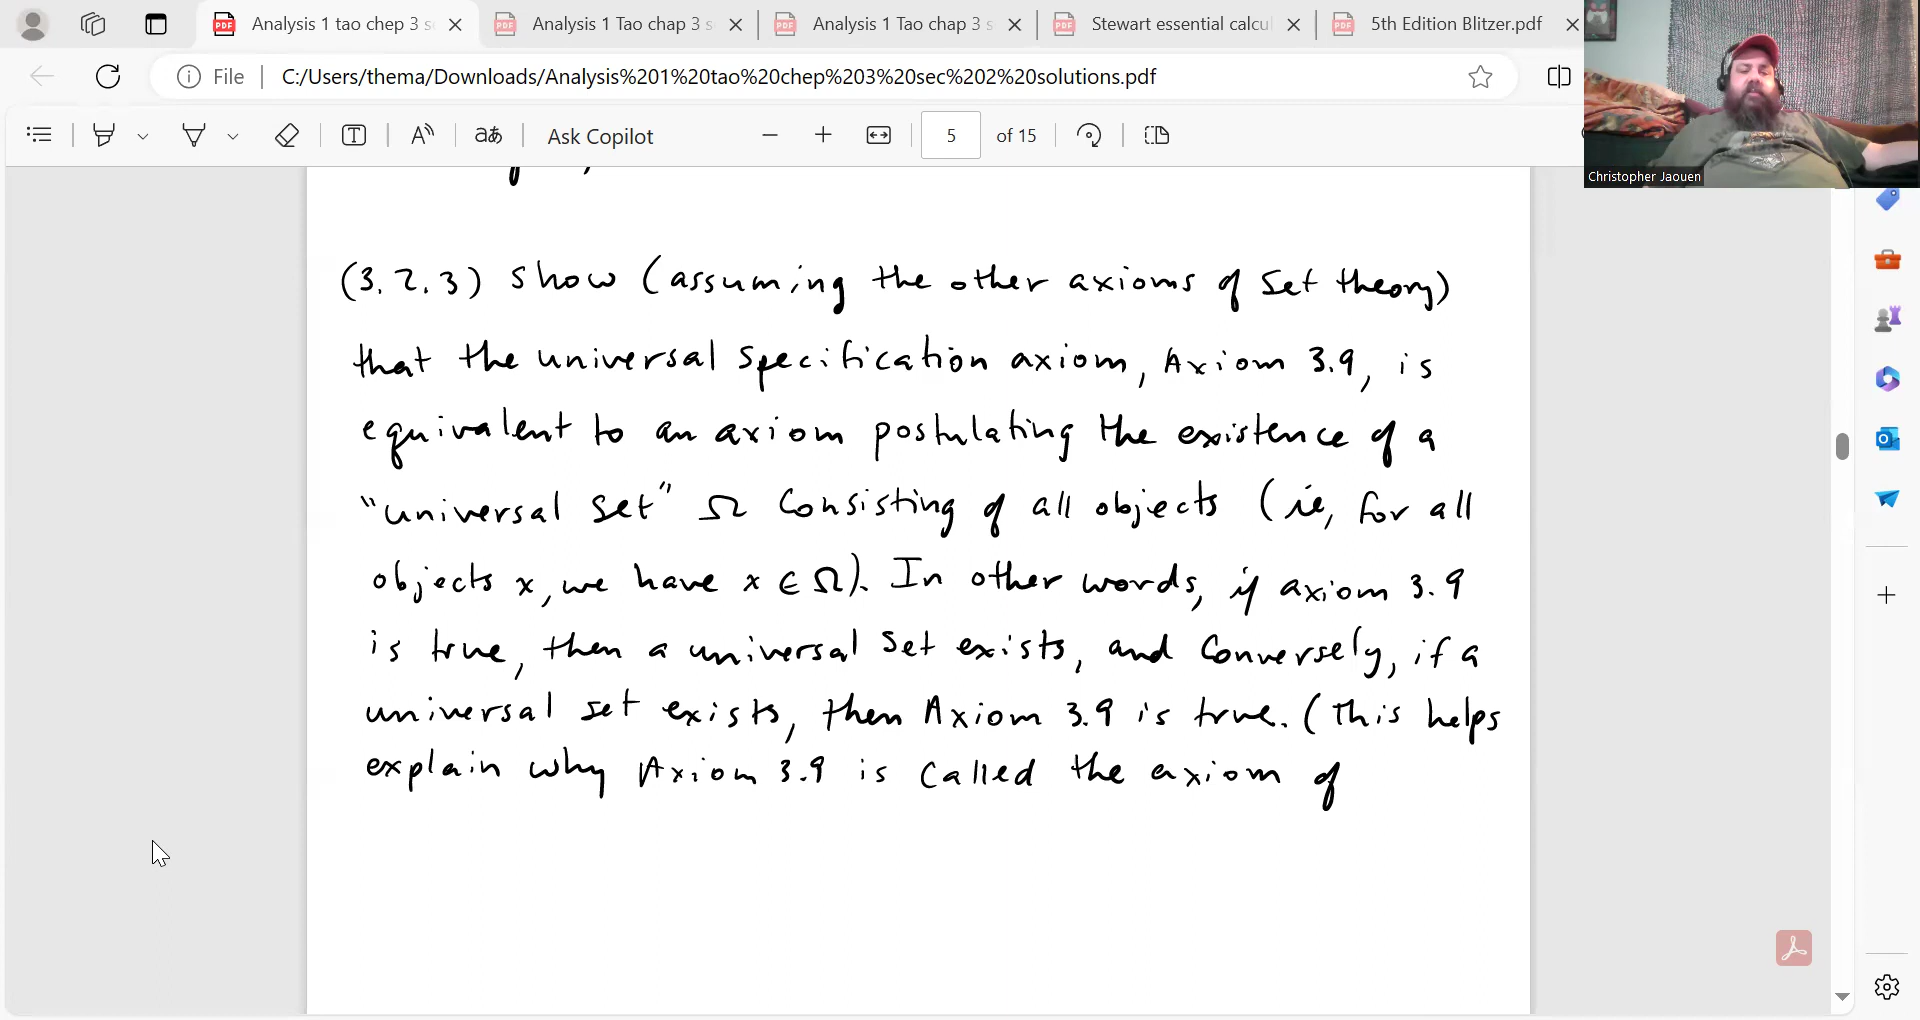 Analysis 1 tao chep 3 s
Analysis 1 Tao chap 3 s
Analysis 1 Tao chap 3 s
Stewart essential calcu
5th Edition Blitzer.pdf
File
C:/Users/thema/Downloads/Analysis%201%20tao%20chep%203%20sec%202%20solutions.pdf
Ask Copilot
5 of 15
Christopher Jaouen
(3.2.3) Show (assuming the other axioms of Set theory)
that the universal specification axiom, Axiom 3.9, is
equivalent to an axiom postulating the existence of a
"universal set" Ω Consisting of all objects (ie, for all
objects x, we have x ∈ Ω). In other words, if axiom 3.9
is true, then a universal Set exists, and Conversely, if a
universal set exists, then Axiom 3.9 is true. (This helps
explain why Axiom 3.9 is called the axiom of